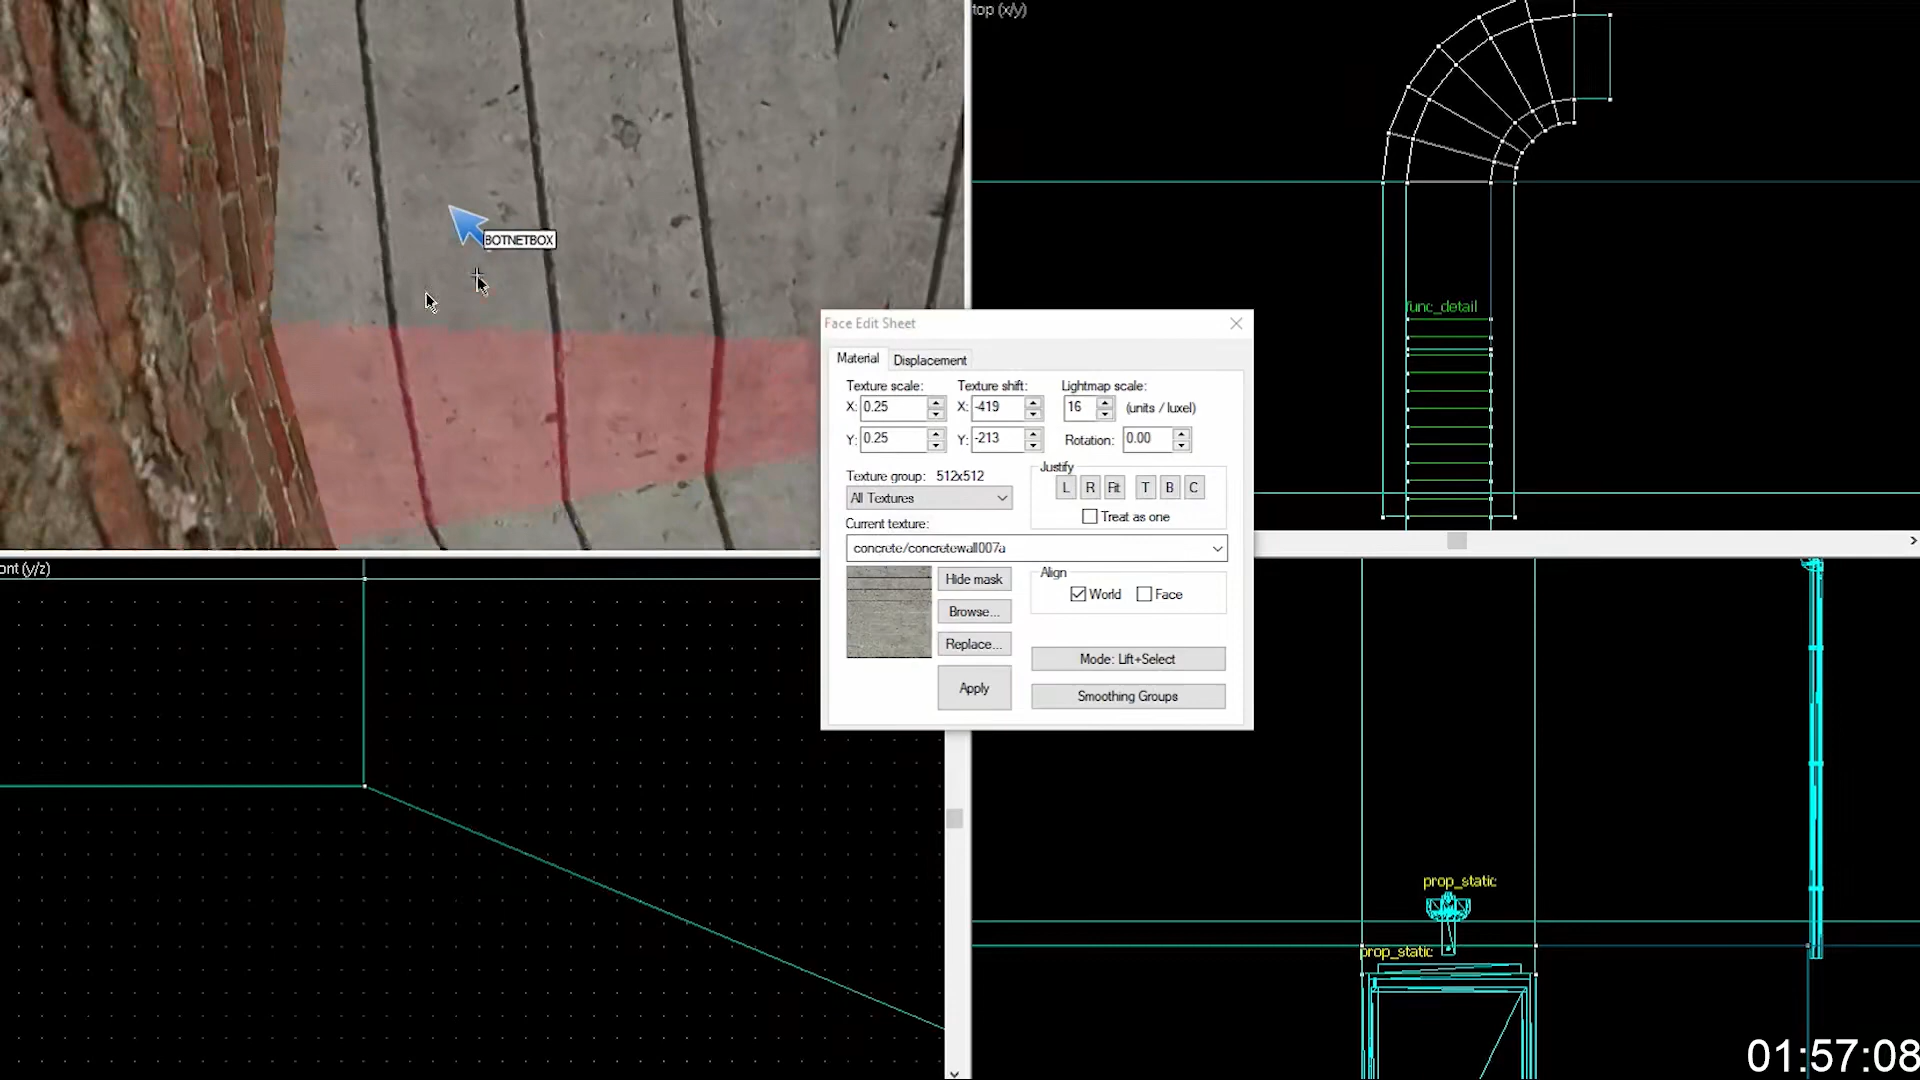 top (x/y)
BOTNETBOX
func_detail
Face Edit Sheet
Material
Displacement
Texture scale:
Texture shift:
Lightmap scale:
X: 0.25
X: -419
16
(units / luxel)
Y: 0.25
Y: -213
Rotation: 0.00
Texture group: 512x512
Justify
All Textures
L R Fit T B C
Treat as one
Current texture:
concrete/concretewall007a
Hide mask
Align
World
Face
Browse...
Replace...
Mode: Lift+Select
Apply
Smoothing Groups
ont (y/z)
prop_static
prop_static
01:57:08